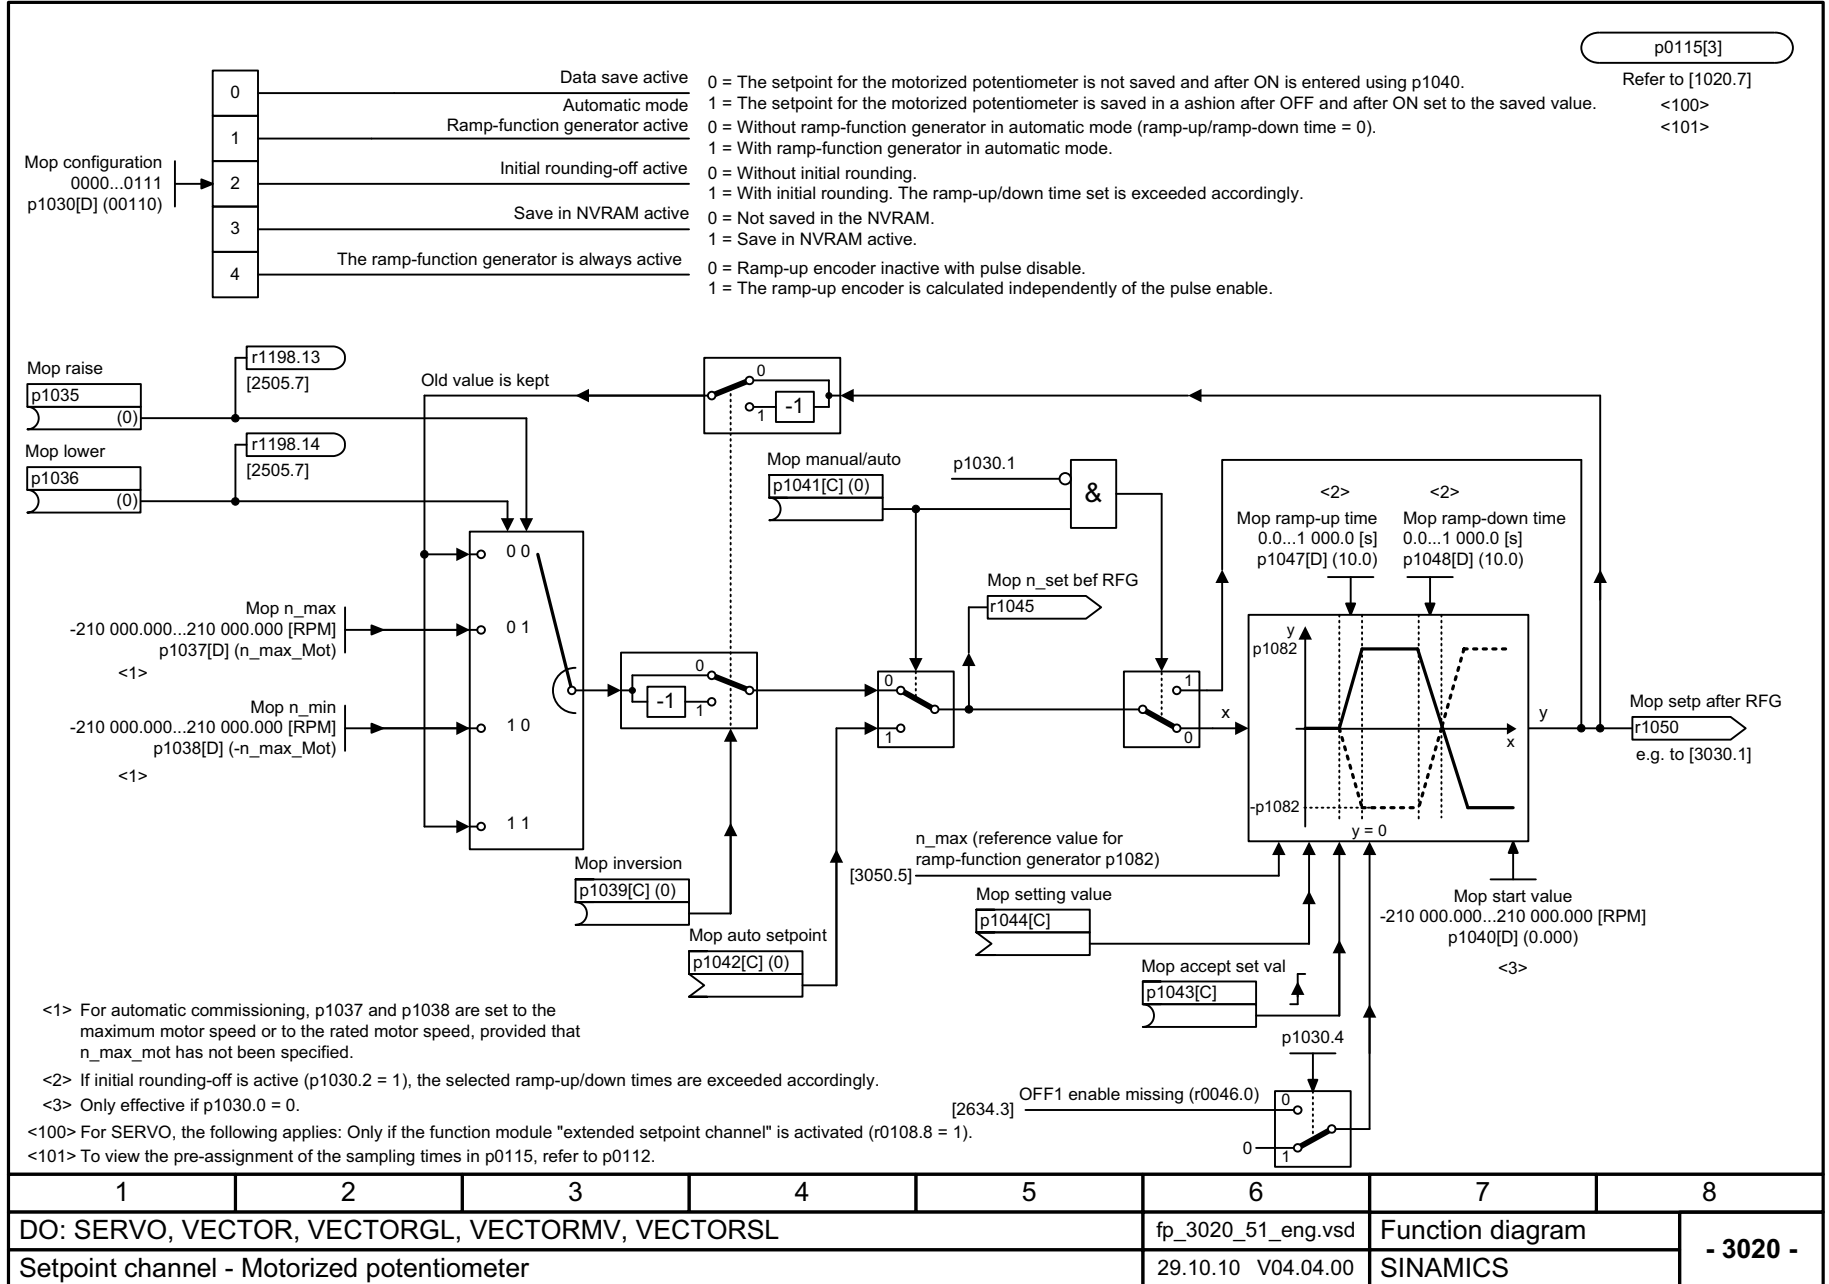 p0115[3]
Refer to [1020.7]
<100>
<101>
Mop configuration
0000...0111
p1030[D] (00110)
0
1
2
3
4
Data save active
0 = The setpoint for the motorized potentiometer is not saved and after ON is entered using p1040.
Automatic mode
1 = The setpoint for the motorized potentiometer is saved in a ashion after OFF and after ON set to the saved value.
Ramp-function generator active
0 = Without ramp-function generator in automatic mode (ramp-up/ramp-down time = 0).
1 = With ramp-function generator in automatic mode.
Initial rounding-off active
0 = Without initial rounding.
1 = With initial rounding. The ramp-up/down time set is exceeded accordingly.
Save in NVRAM active
0 = Not saved in the NVRAM.
1 = Save in NVRAM active.
The ramp-function generator is always active
0 = Ramp-up encoder inactive with pulse disable.
1 = The ramp-up encoder is calculated independently of the pulse enable.
Mop raise
p1035
(0)
r1198.13
[2505.7]
Mop lower
p1036
(0)
r1198.14
[2505.7]
Old value is kept
0
1
-1
Mop manual/auto
p1041[C] (0)
p1030.1
&
<2>
Mop ramp-up time
0.0...1 000.0 [s]
p1047[D] (10.0)
<2>
Mop ramp-down time
0.0...1 000.0 [s]
p1048[D] (10.0)
0 0
0 1
1 0
1 1
Mop n_max
-210 000.000...210 000.000 [RPM]
p1037[D] (n_max_Mot)
<1>
Mop n_min
-210 000.000...210 000.000 [RPM]
p1038[D] (-n_max_Mot)
<1>
0
-1
1
Mop n_set bef RFG
r1045
0
1
1
0
x
y
p1082
x
-p1082
y = 0
y
Mop setp after RFG
r1050
e.g. to [3030.1]
Mop inversion
p1039[C] (0)
Mop auto setpoint
p1042[C] (0)
n_max (reference value for
ramp-function generator p1082)
[3050.5]
Mop setting value
p1044[C]
Mop accept set val
p1043[C]
Mop start value
-210 000.000...210 000.000 [RPM]
p1040[D] (0.000)
<3>
p1030.4
OFF1 enable missing (r0046.0)
[2634.3]
0
0
1
<1> For automatic commissioning, p1037 and p1038 are set to the
maximum motor speed or to the rated motor speed, provided that
n_max_mot has not been specified.
<2> If initial rounding-off is active (p1030.2 = 1), the selected ramp-up/down times are exceeded accordingly.
<3> Only effective if p1030.0 = 0.
<100> For SERVO, the following applies: Only if the function module "extended setpoint channel" is activated (r0108.8 = 1).
<101> To view the pre-assignment of the sampling times in p0115, refer to p0112.
1 2 3 4 5 6 7 8
DO: SERVO, VECTOR, VECTORGL, VECTORMV, VECTORSL
fp_3020_51_eng.vsd
Function diagram
- 3020 -
Setpoint channel - Motorized potentiometer
29.10.10 V04.04.00
SINAMICS